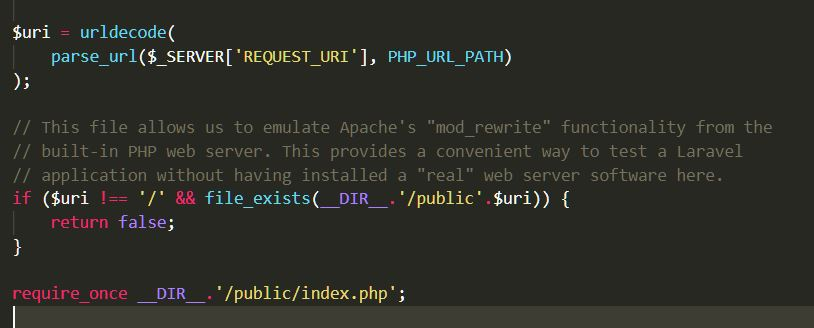 $uri = urldecode(
    parse_url($_SERVER['REQUEST_URI'], PHP_URL_PATH)
);
// This file allows us to emulate Apache's "mod_rewrite" functionality from the
// built-in PHP web server. This provides a convenient way to test a Laravel
// application without having installed a "real" web server software here.
if ($uri !== '/' && file_exists(__DIR__.'/public'.$uri)) {
    return false;
}
require_once __DIR__.'/public/index.php';